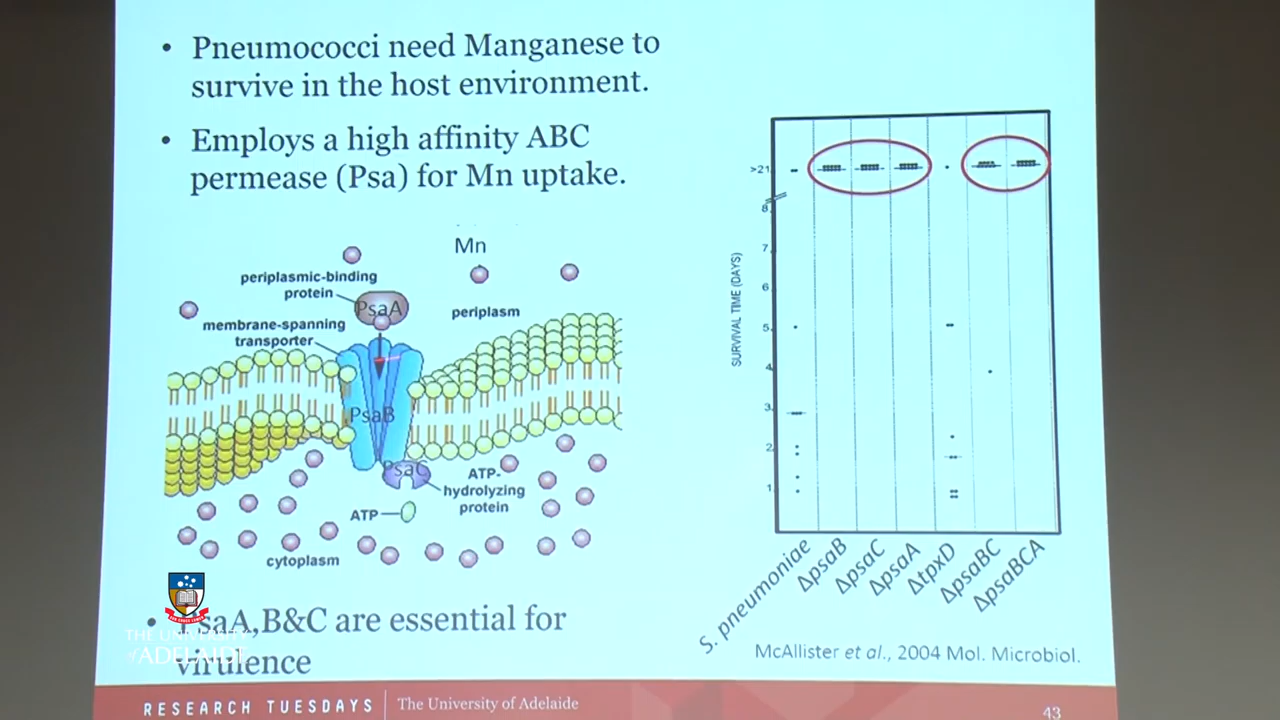 • Pneumococci need Manganese to
survive in the host environment.
• Employs a high affinity ABC
permease (Psa) for Mn uptake.
Mn
periplasmic-binding
protein
PsaA
periplasm
membrane-spanning
transporter
PsaB
PsaC
ATP-
hydrolyzing
protein
ATP
cytoplasm
• PsaA,B&C are essential for
virulence
THE UNIVERSITY
of ADELAIDE
SURVIVAL TIME (DAYS)
>21
8
7
6
5
4
3
2
1
S. pneumoniae
ΔpsaB
ΔpsaC
ΔpsaA
ΔtpxD
ΔpsaBC
ΔpsaBCA
McAllister et al., 2004 Mol. Microbiol.
RESEARCH TUESDAYS
The University of Adelaide
43